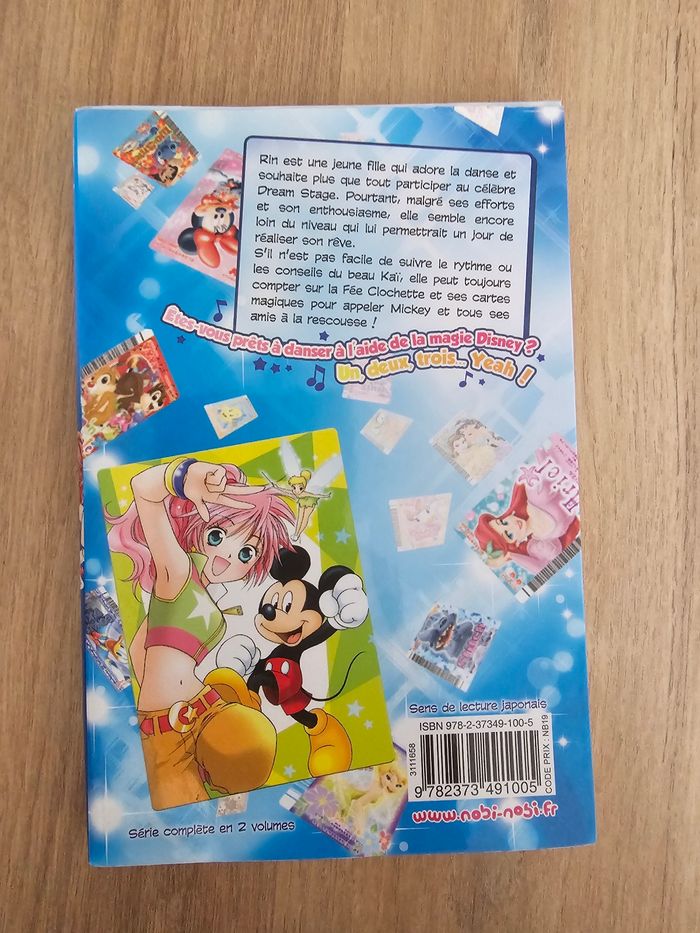 Rin est une jeune fille qui adore la danse et
souhaite plus que tout participer au célèbre
Dream Stage. Pourtant, malgré ses efforts
et son enthousiasme, elle semble encore
loin du niveau qui lui permettrait un jour de
réaliser son rêve.
S'il n'est pas facile de suivre le rythme ou
les conseils du beau Kaï, elle peut toujours
compter sur la Fée Clochette et ses cartes
magiques pour appeler Mickey et tous ses
amis à la rescousse !
Êtes-vous prêts à danser à l'aide de la magie Disney ?
Un, deux, trois... Yeah !
Ariel
Sens de lecture japonais
ISBN 978-2-37349-100-5
3111658
9 782373 491005
CODE PRIX : NB19
www.nobi-nobi.fr
Série complète en 2 volumes